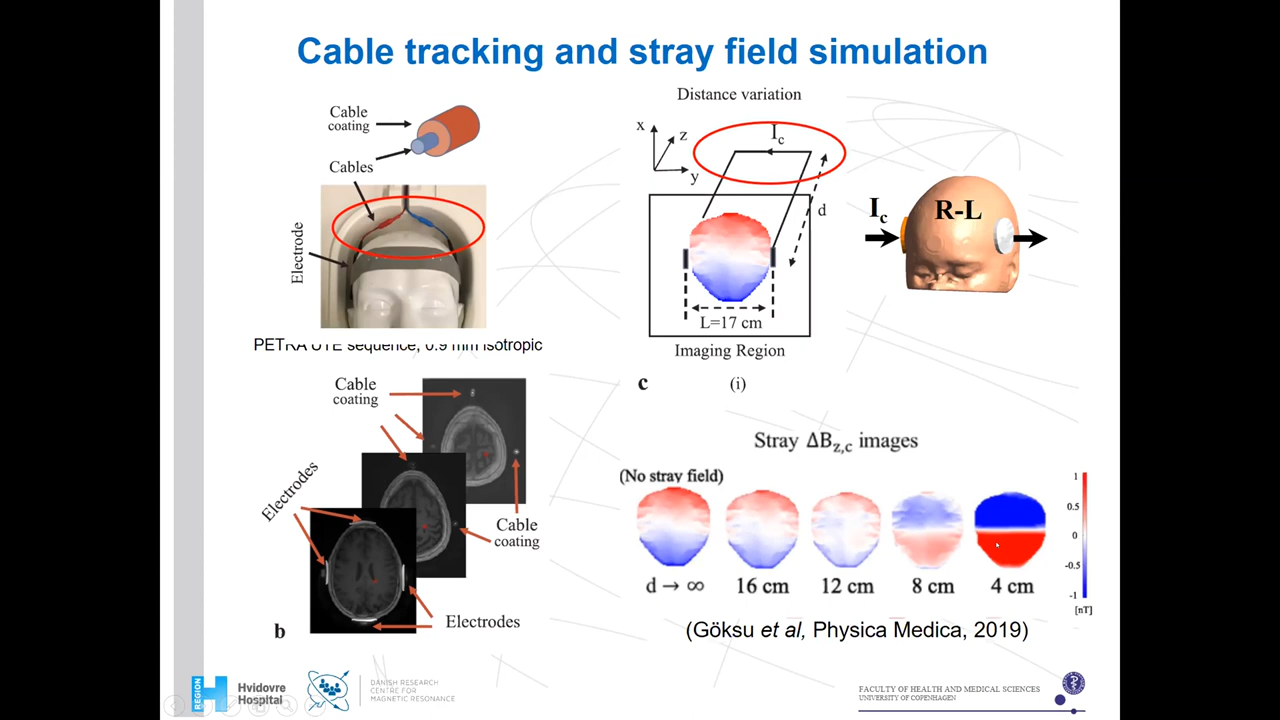 Cable tracking and stray field simulation
Cable
coating
Cables
Electrode
PETRA UTE sequence, 0.9 mm isotropic
Cable
coating
Electrodes
Cable
coating
Electrodes
b
Distance variation
x
z
y
I_c
d
L=17 cm
Imaging Region
c
(i)
I_c
R-L
Stray ΔB_z,c images
(No stray field)
1
0.5
0
-0.5
-1
[nT]
d → ∞
16 cm
12 cm
8 cm
4 cm
(Göksu et al, Physica Medica, 2019)
REGION
H
Hvidovre
Hospital
DANISH RESEARCH
CENTRE FOR
MAGNETIC RESONANCE
FACULTY OF HEALTH AND MEDICAL SCIENCES
UNIVERSITY OF COPENHAGEN